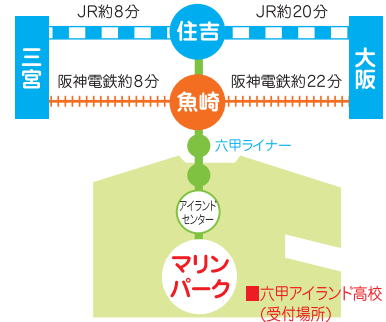 JR約8分
JR約20分
住吉
三宮
大阪
阪神電鉄約8分
阪神電鉄約22分
魚崎
六甲ライナー
アイランド
センター
マリン
パーク
■六甲アイランド高校
（受付場所）